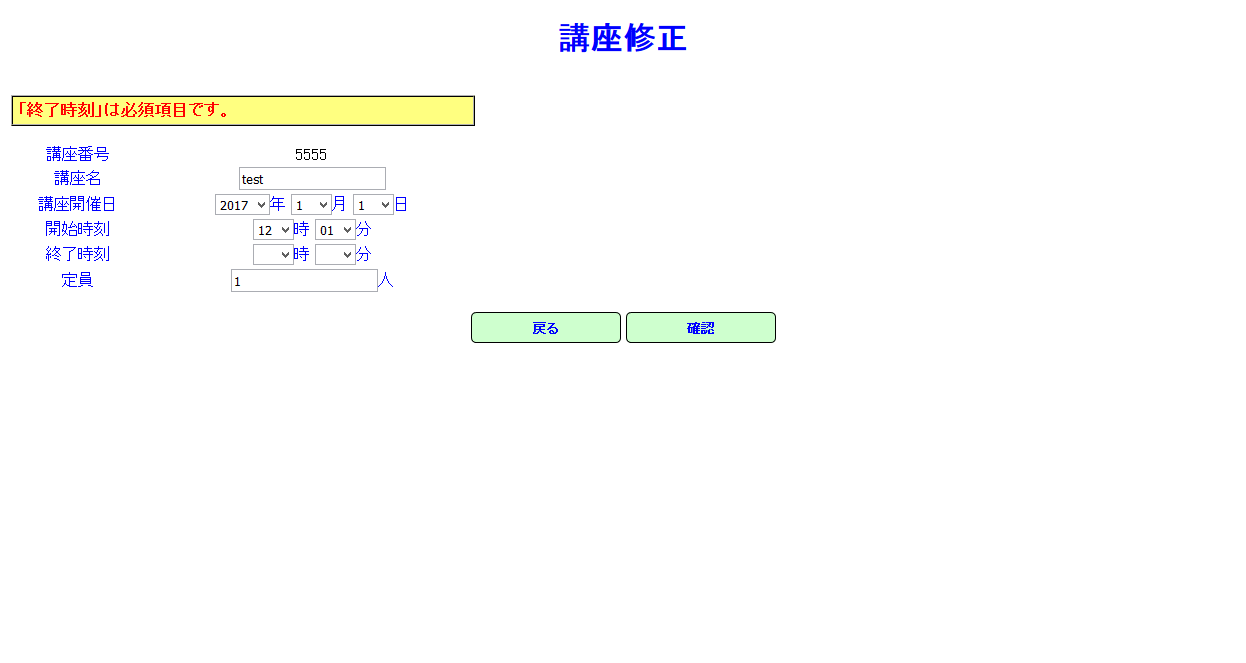 講座修正
「終了時刻」は必須項目です。
講座番号 5555
講座名 test
講座開催日 2017 年 1 月 1 日
開始時刻 12 時 01 分
終了時刻 時 分
定員 1 人
戻る 確認